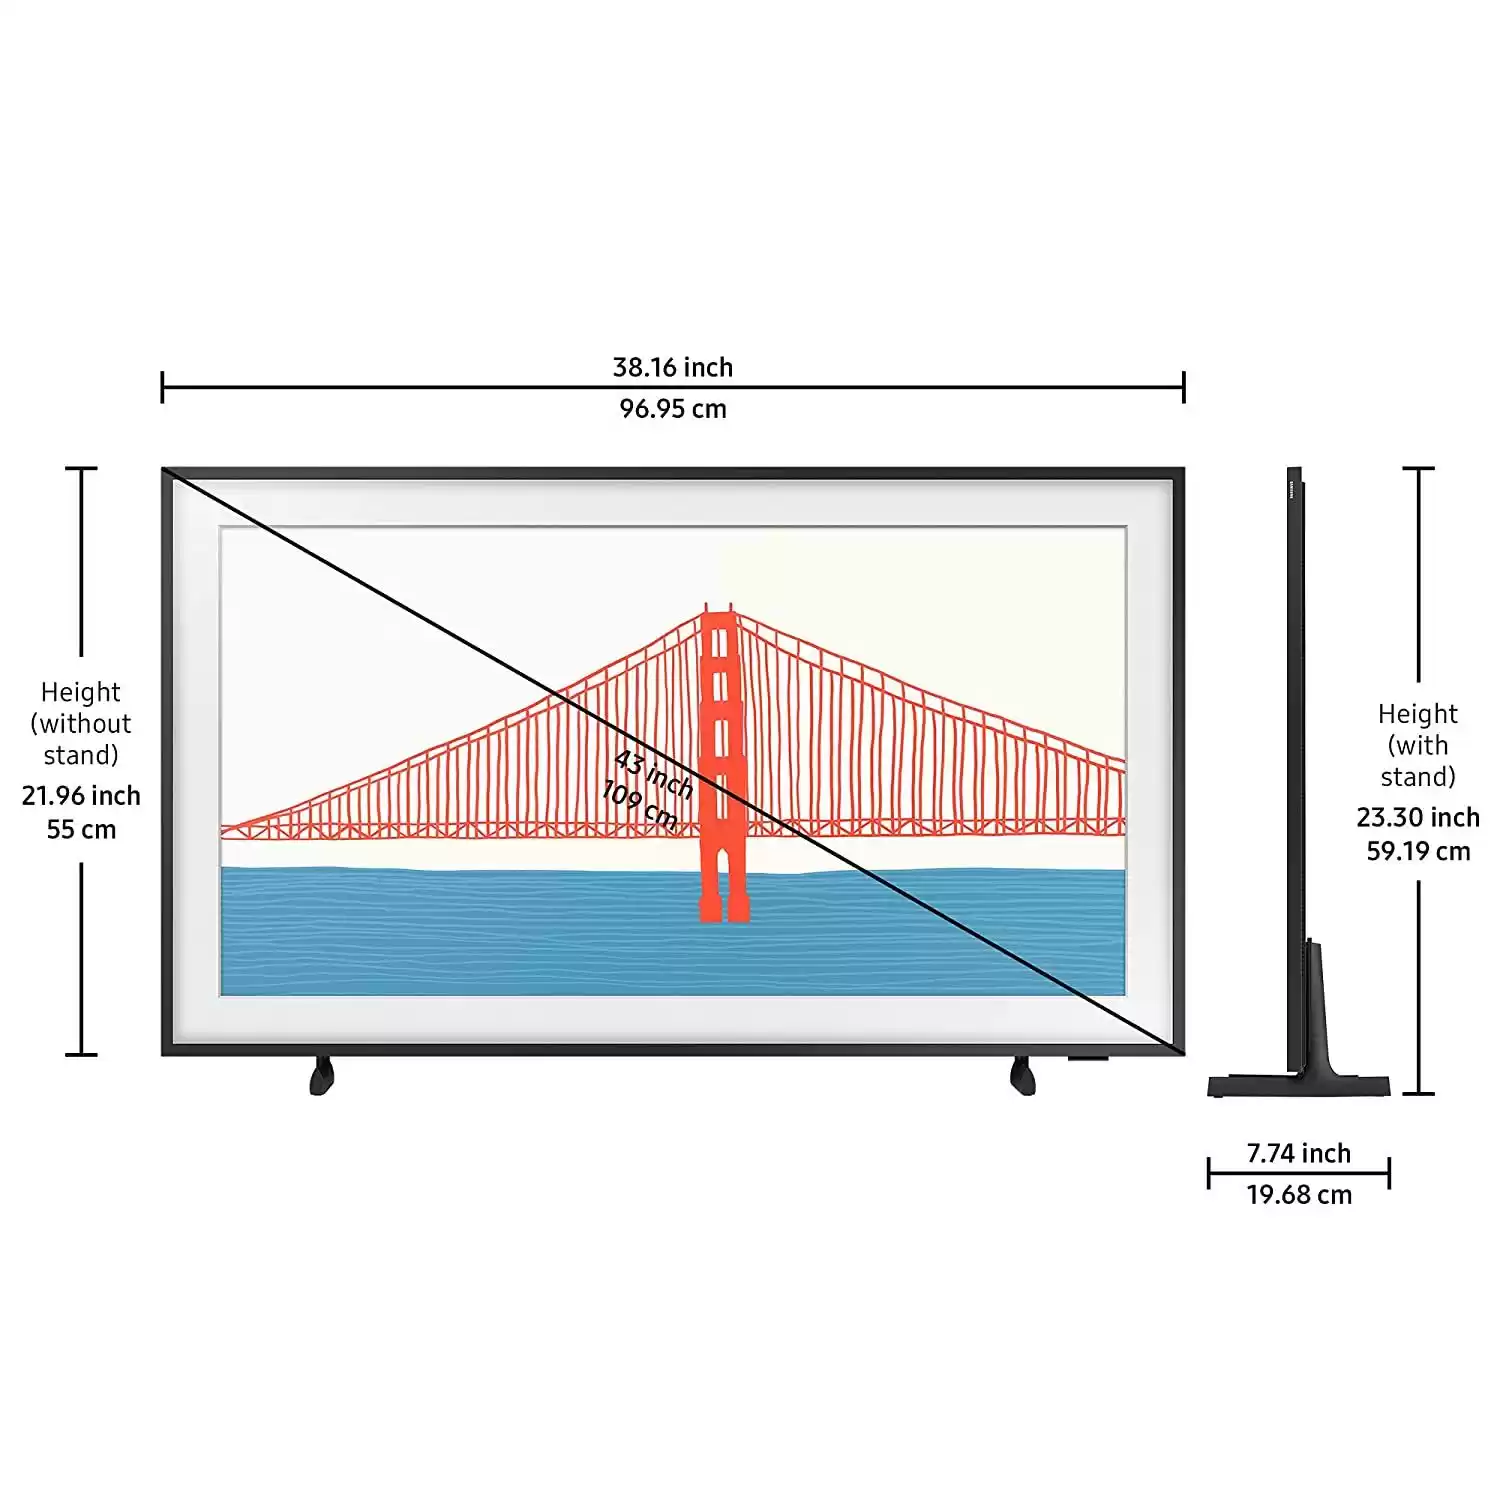 38.16 inch
96.95 cm
Height
(without
stand)
21.96 inch
55 cm
43 inch
109 cm
Height
(with
stand)
23.30 inch
59.19 cm
7.74 inch
19.68 cm